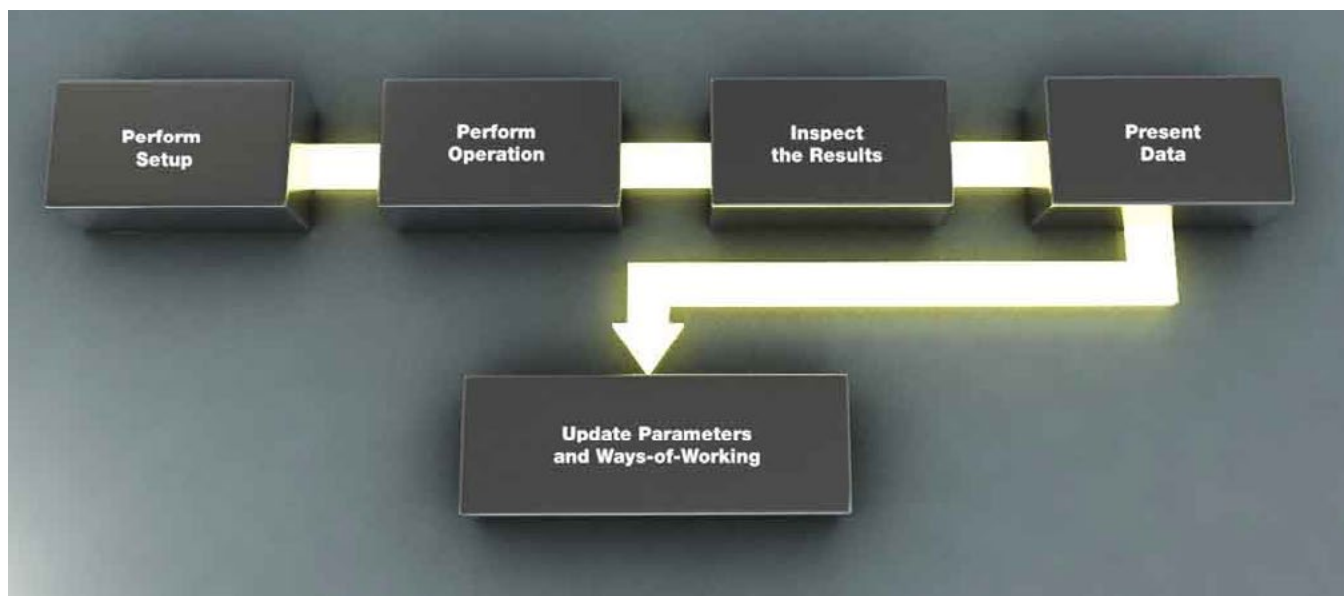 Perform
Setup
Perform
Operation
Inspect
the Results
Present
Data
Update Parameters
and Ways-of-Working